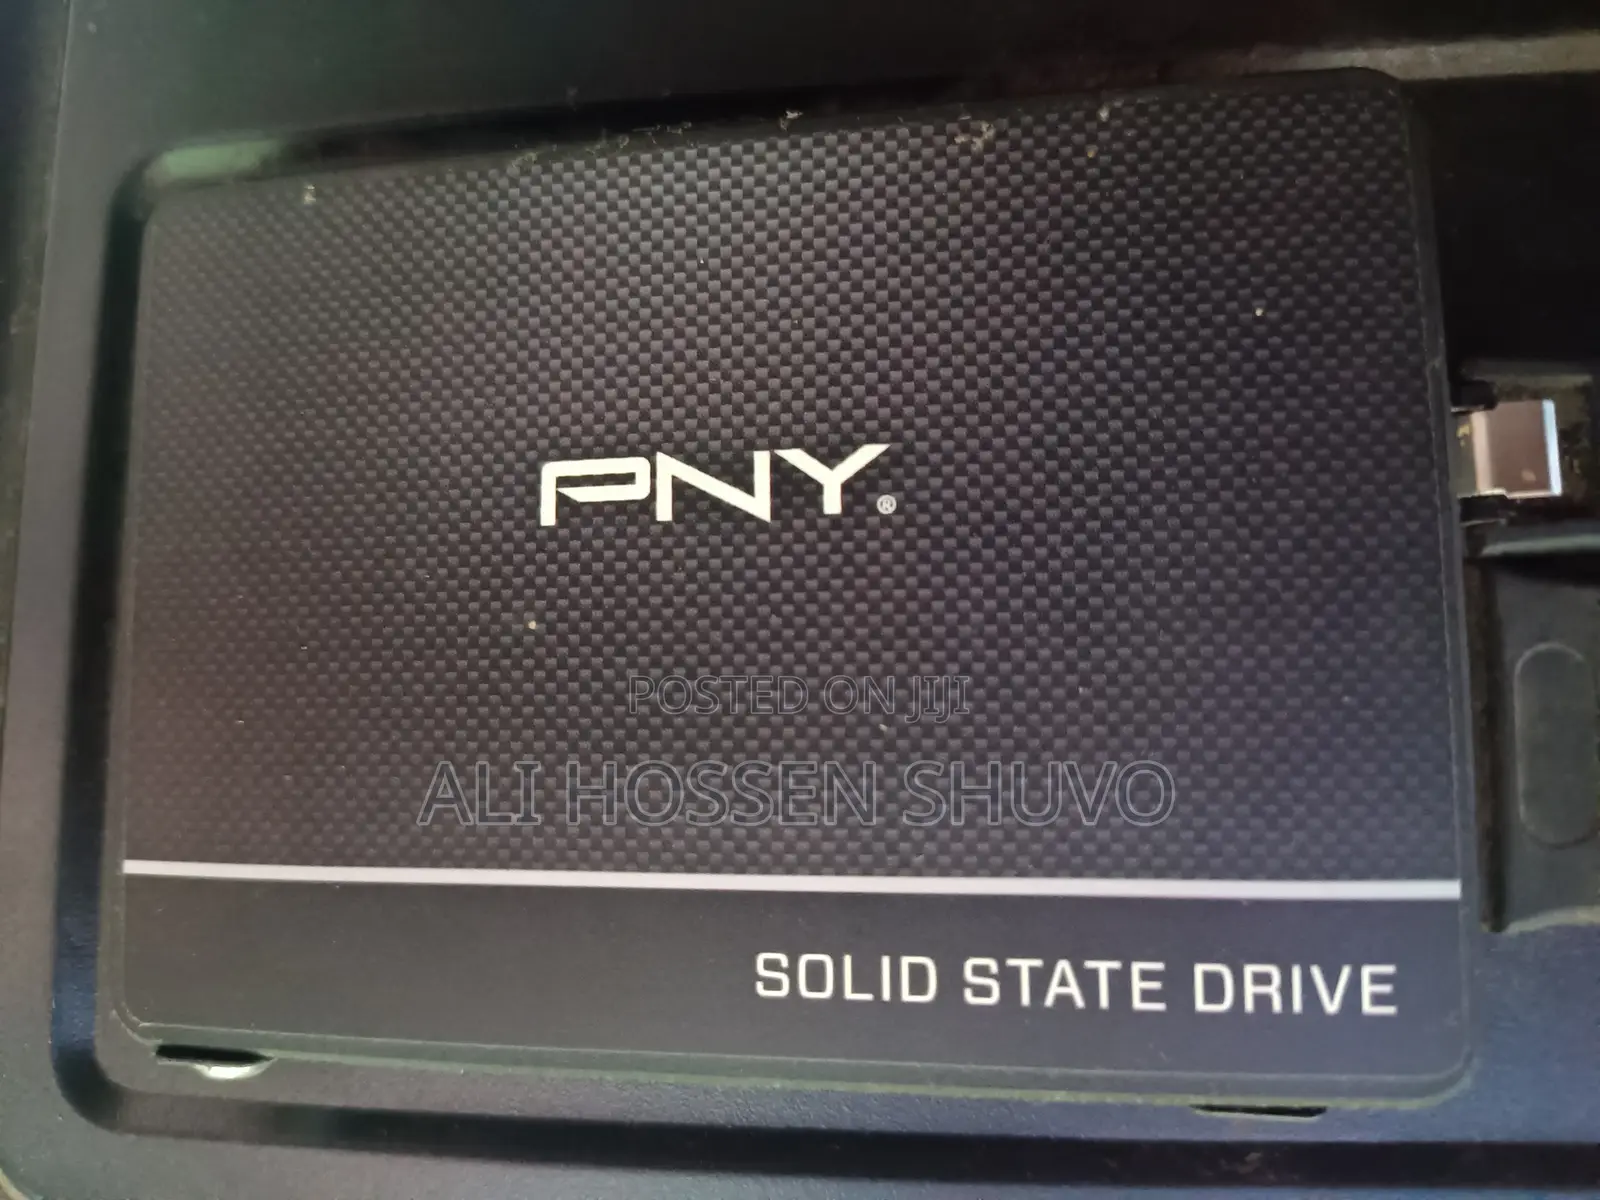 PNY®
POSTED ON JIJI
ALI HOSSEN SHUVO
SOLID STATE DRIVE